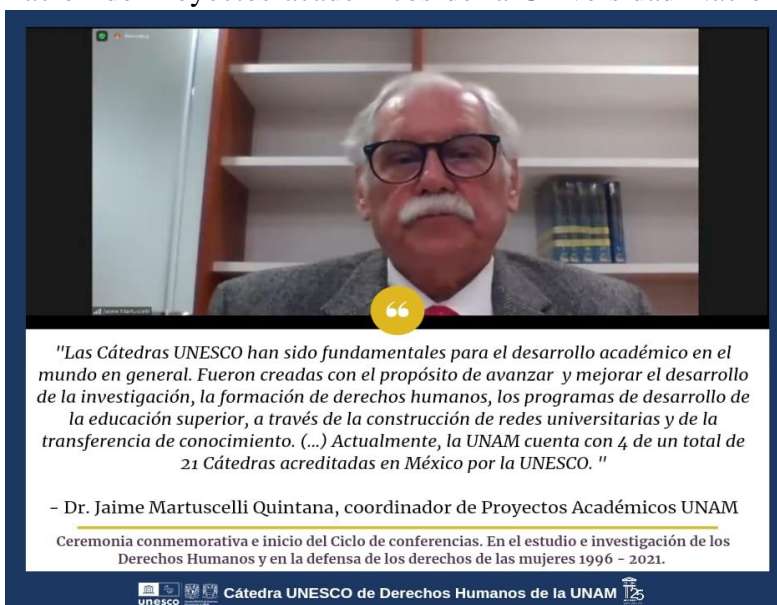 "Las Cátedras UNESCO han sido fundamentales para el desarrollo académico en el
mundo en general. Fueron creadas con el propósito de avanzar y mejorar el desarrollo
de la investigación, la formación de derechos humanos, los programas de desarrollo de
la educación superior, a través de la construcción de redes universitarias y de la
transferencia de conocimiento. (...) Actualmente, la UNAM cuenta con 4 de un total de
21 Cátedras acreditadas en México por la UNESCO. "
– Dr. Jaime Martuscelli Quintana, coordinador de Proyectos Académicos UNAM
Ceremonia conmemorativa e inicio del Ciclo de conferencias. En el estudio e investigación de los
Derechos Humanos y en la defensa de los derechos de las mujeres 1996 - 2021.
unesco Cátedra UNESCO de Derechos Humanos de la UNAM 25
Jaime Martuscelli